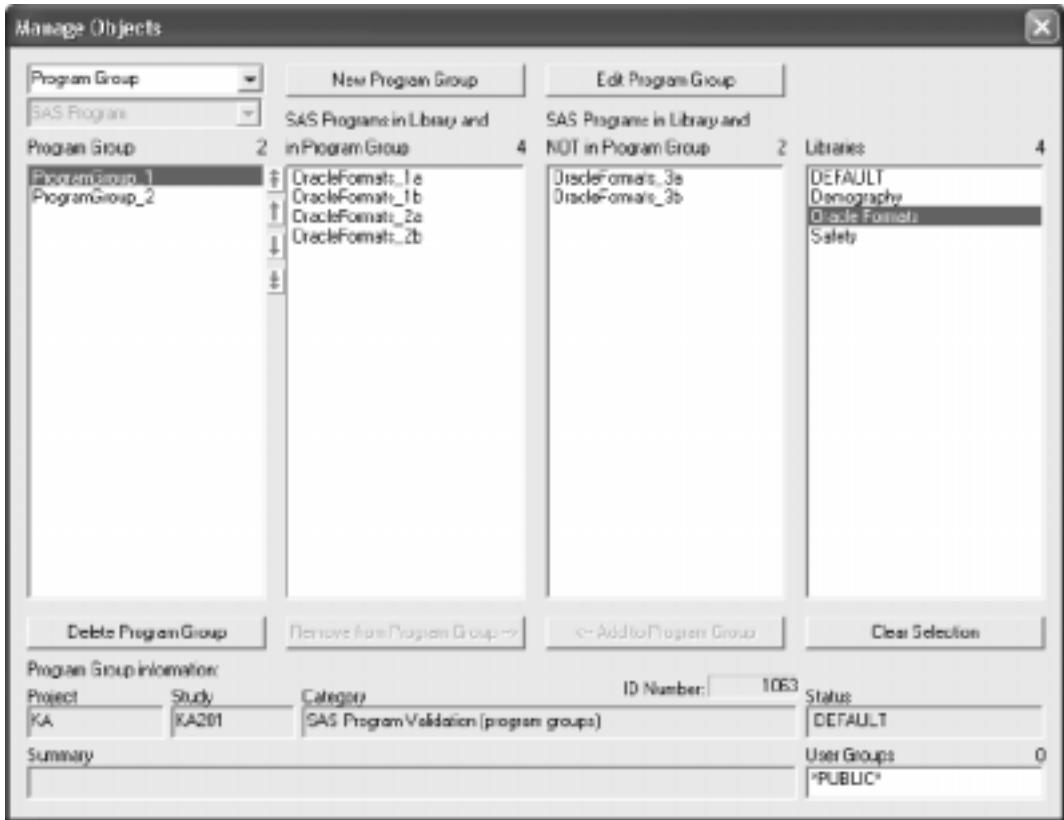 Manage Objects
Program Group
New Program Group
Edit Program Group
SAS Program
SAS Programs in Library and
in Program Group 4
SAS Programs in Library and
NOT in Program Group 2
Program Group 2
Libraries 4
ProgramGroup_1
ProgramGroup_2
OracleFormats_1a
OracleFormats_1b
OracleFormats_2a
OracleFormats_2b
OracleFormats_3a
OracleFormats_3b
DEFAULT
Demography
Oracle Formats
Safety
Delete Program Group
Remove from Program Group ->
<- Add to Program Group
Clear Selection
Program Group information:
Project
KA
Study
KA201
Category
SAS Program Validation (program groups)
ID Number: 1063
Status
DEFAULT
Summary
User Groups 0
*PUBLIC*